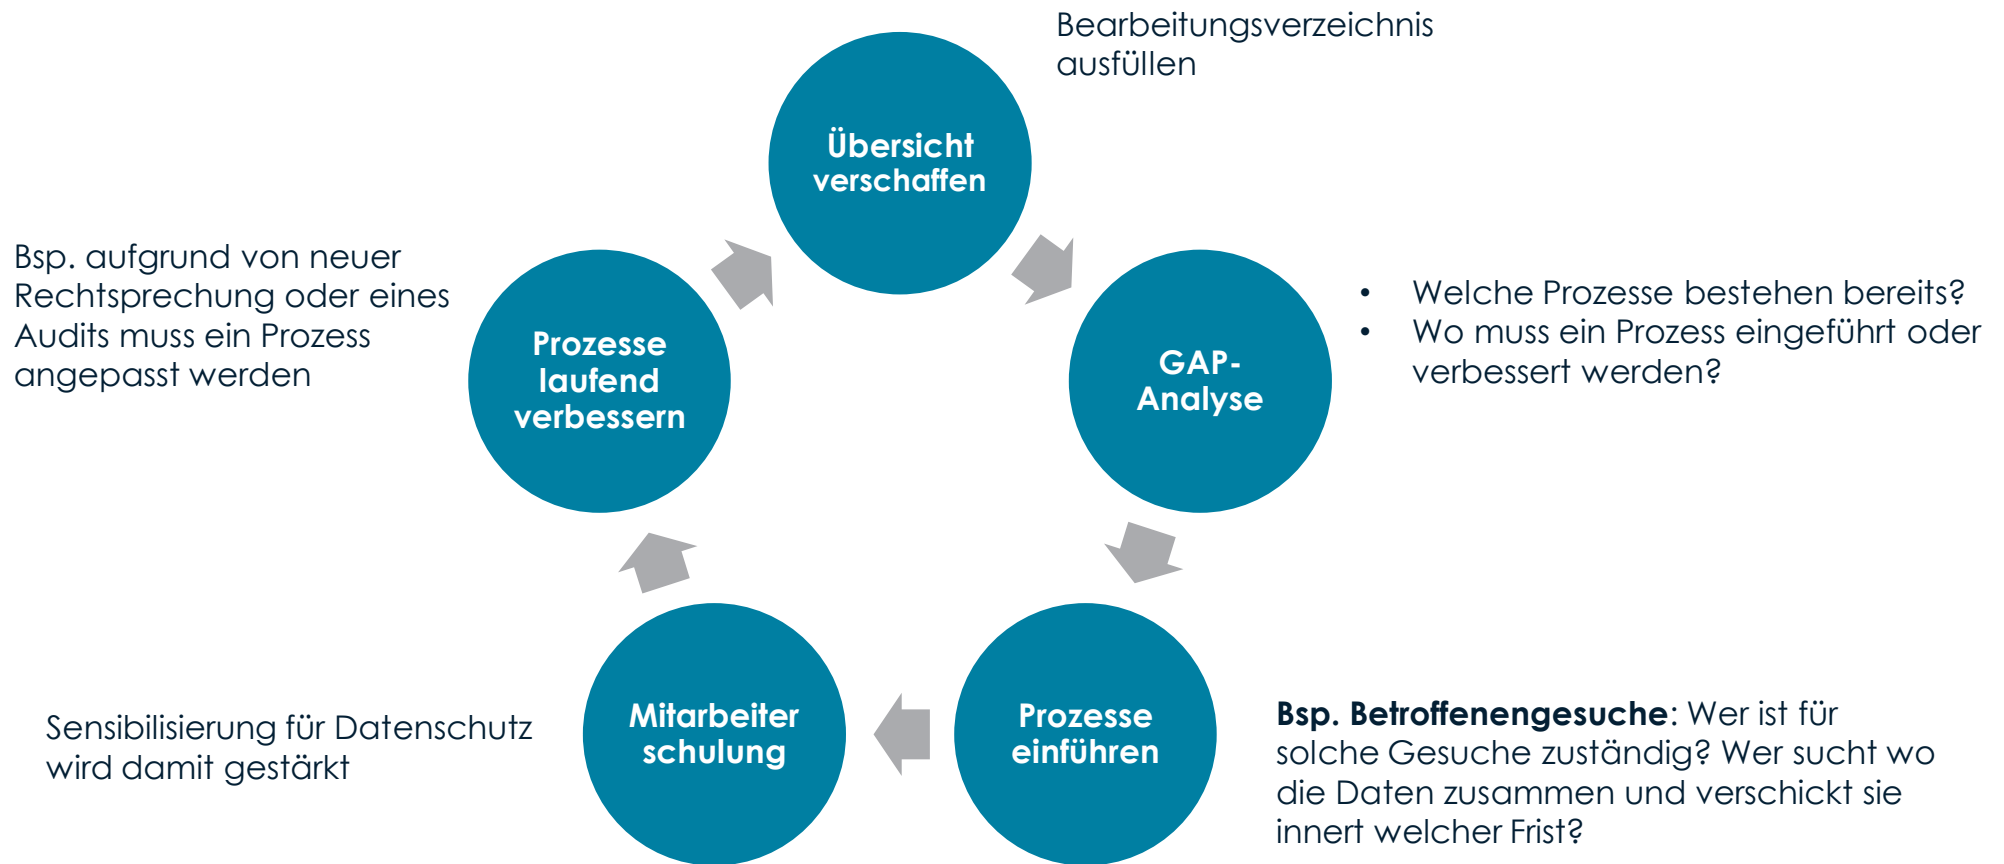 Bearbeitungsverzeichnis
ausfüllen
Übersicht
verschaffen
Bsp. aufgrund von neuer
Rechtsprechung oder eines
Audits muss ein Prozess
angepasst werden
Prozesse
laufend
verbessern
GAP-
Analyse
• Welche Prozesse bestehen bereits?
• Wo muss ein Prozess eingeführt oder
verbessert werden?
Sensibilisierung für Datenschutz
wird damit gestärkt
Mitarbeiter
schulung
Prozesse
einführen
Bsp. Betroffenengesuche: Wer ist für
solche Gesuche zuständig? Wer sucht wo
die Daten zusammen und verschickt sie
innert welcher Frist?